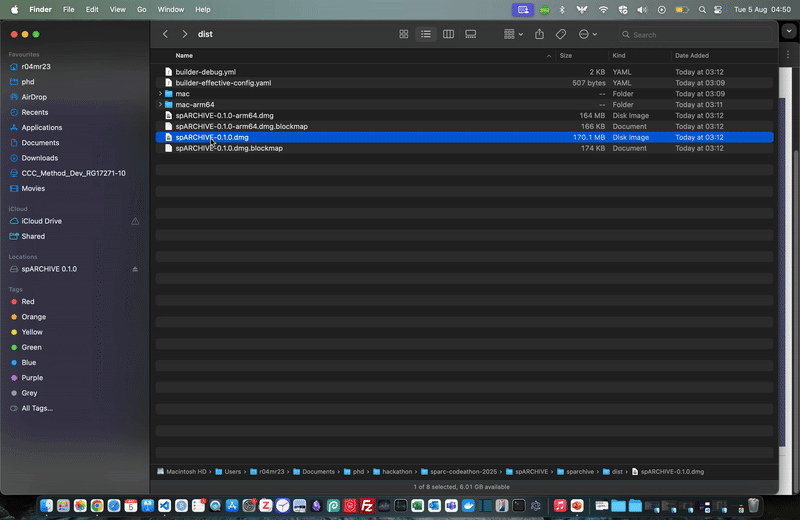 Finder File Edit View Go Window Help Tue 5 Aug 04:50
dist
Search
Favourites
r04mr23
phd
AirDrop
Recents
Applications
Documents
Downloads
CCC_Method_Dev_RG17271-10
Movies
iCloud
iCloud Drive
Shared
Locations
spARCHIVE 0.1.0
Tags
Red
Orange
Yellow
Green
Blue
Purple
Grey
All Tags...
Name Size Kind Date Added
builder-debug.yml 2 KB YAML Today at 03:12
builder-effective-config.yaml 507 bytes YAML Today at 03:09
mac -- Folder Today at 03:09
mac-arm64 -- Folder Today at 03:11
spARCHIVE-0.1.0-arm64.dmg 164 MB Disk Image Today at 03:12
spARCHIVE-0.1.0-arm64.dmg.blockmap 166 KB Document Today at 03:12
spARCHIVE-0.1.0.dmg 170.1 MB Disk Image Today at 03:12
spARCHIVE-0.1.0.dmg.blockmap 174 KB Document Today at 03:12
Macintosh HD › Users › r04mr23 › Documents › phd › hackathon › sparc-codeathon-2025 › spARCHIVE › sparchive › dist › spARCHIVE-0.1.0.dmg
1 of 8 selected, 6.01 GB available